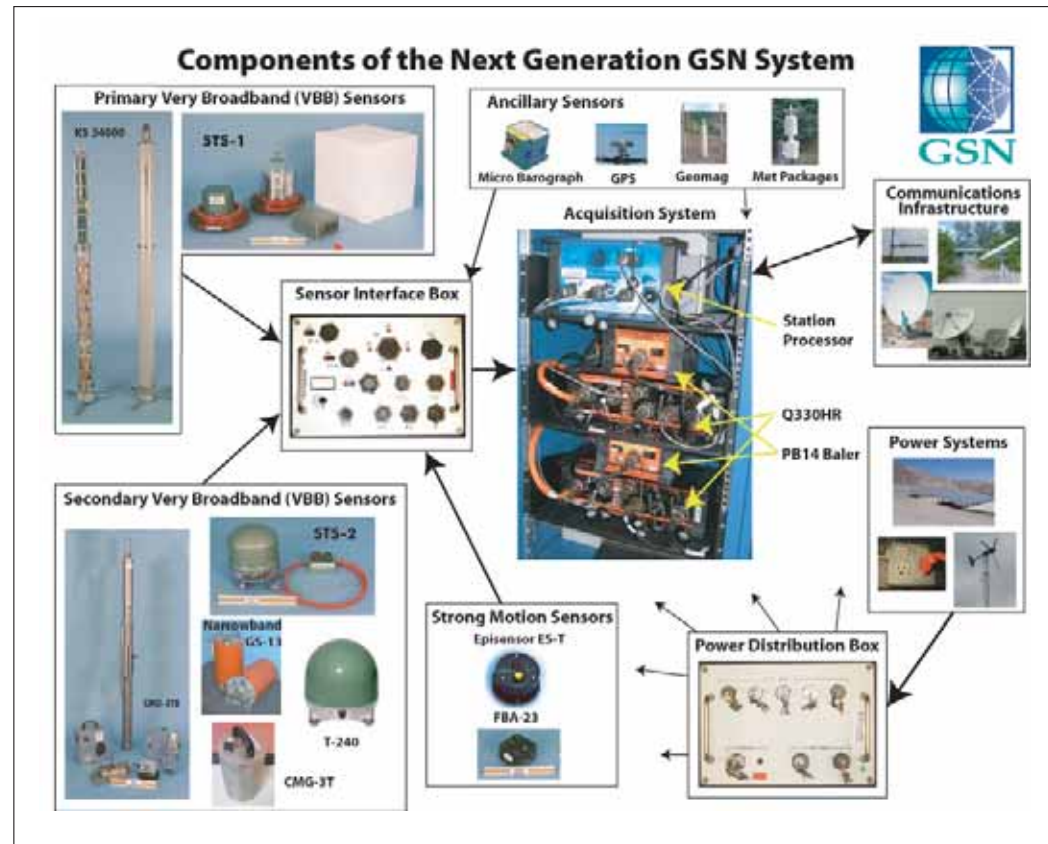 Components of the Next Generation GSN System
GSN
Primary Very Broadband (VBB) Sensors
KS 54000
STS-1
Ancillary Sensors
Micro Barograph
GPS
Geomag
Met Packages
Communications
Infrastructure
Acquisition System
Sensor Interface Box
Station
Processor
Q330HR
PB14 Baler
Power Systems
Secondary Very Broadband (VBB) Sensors
STS-2
Narrowband
GS-13
T-240
CMG-3T
Strong Motion Sensors
Episensor ES-T
FBA-23
Power Distribution Box